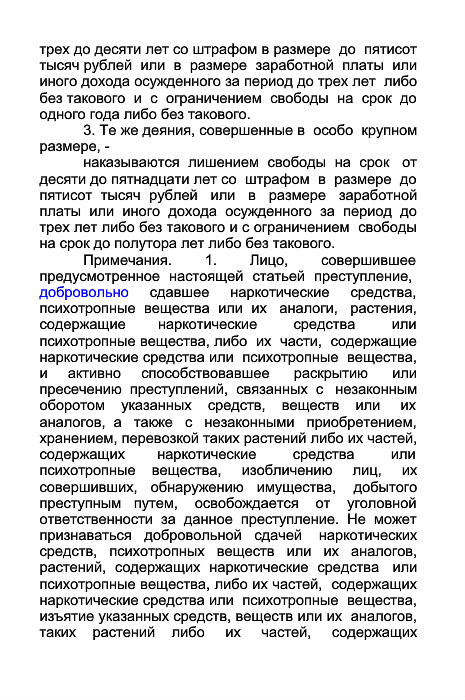 трех до десяти лет со штрафом в размере до пятисот
тысяч рублей или в размере заработной платы или
иного дохода осужденного за период до трех лет либо
без такового и с ограничением свободы на срок до
одного года либо без такового.
3. Те же деяния, совершенные в особо крупном
размере, -
наказываются лишением свободы на срок от
десяти до пятнадцати лет со штрафом в размере до
пятисот тысяч рублей или в размере заработной
платы или иного дохода осужденного за период до
трех лет либо без такового и с ограничением свободы
на срок до полутора лет либо без такового.
Примечания. 1. Лицо, совершившее
предусмотренное настоящей статьей преступление,
добровольно сдавшее наркотические средства,
психотропные вещества или их аналоги, растения,
содержащие наркотические средства или
психотропные вещества, либо их части, содержащие
наркотические средства или психотропные вещества,
и активно способствовавшее раскрытию или
пресечению преступлений, связанных с незаконным
оборотом указанных средств, веществ или их
аналогов, а также с незаконными приобретением,
хранением, перевозкой таких растений либо их частей,
содержащих наркотические средства или
психотропные вещества, изобличению лиц, их
совершивших, обнаружению имущества, добытого
преступным путем, освобождается от уголовной
ответственности за данное преступление. Не может
признаваться добровольной сдачей наркотических
средств, психотропных веществ или их аналогов,
растений, содержащих наркотические средства или
психотропные вещества, либо их частей, содержащих
наркотические средства или психотропные вещества,
изъятие указанных средств, веществ или их аналогов,
таких растений либо их частей, содержащих